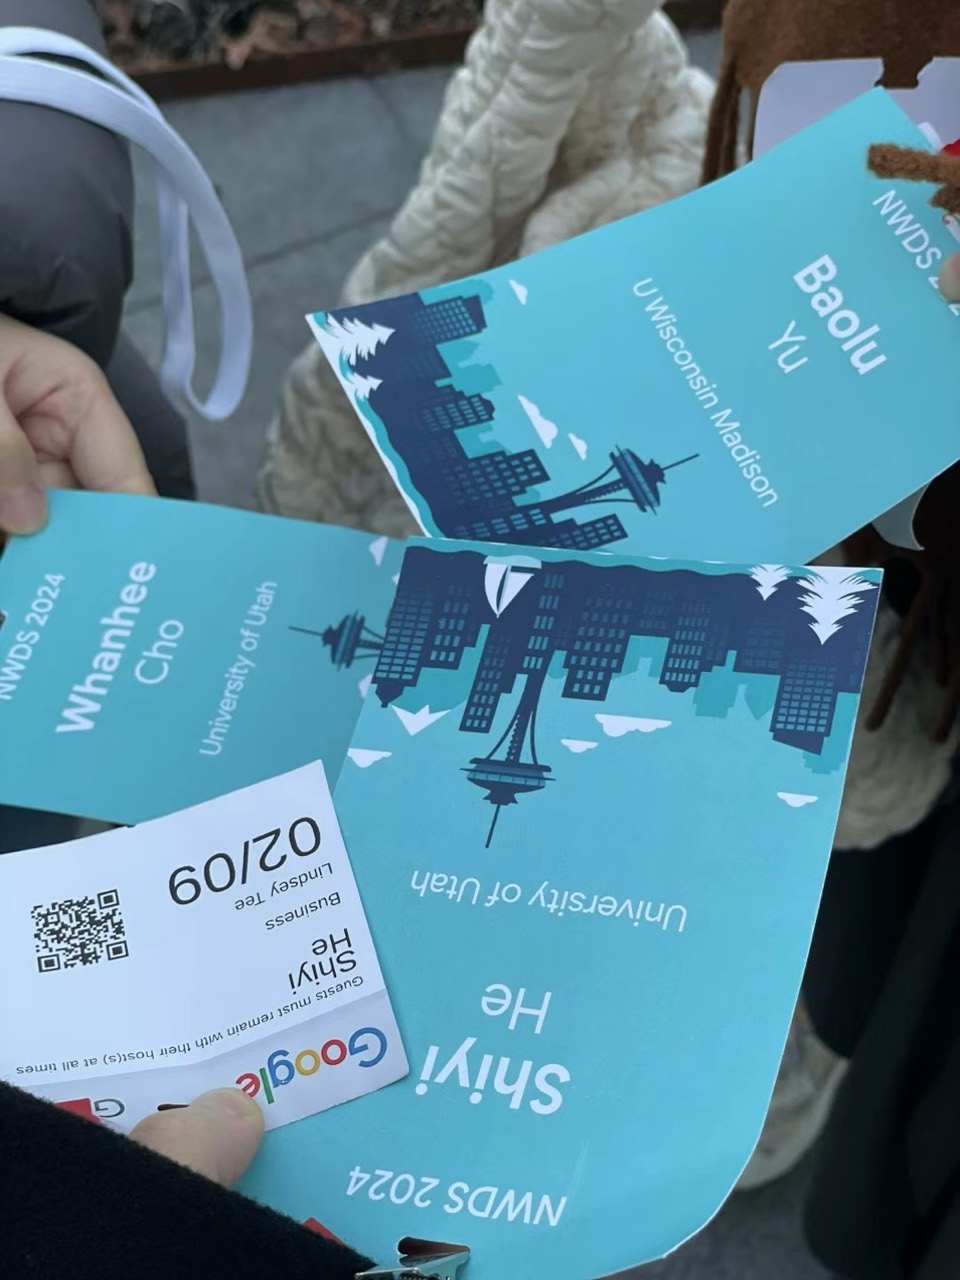 NWDS
Baolu
Yu
U Wisconsin Madison
NWDS 2024
Whanhee
Cho
University of Utah
NWDS 2024
Shiyi
He
University of Utah
Google
Guests must remain with their host(s) at all times
Shiyi
He
Business
Lindsey Tee
02/09
G